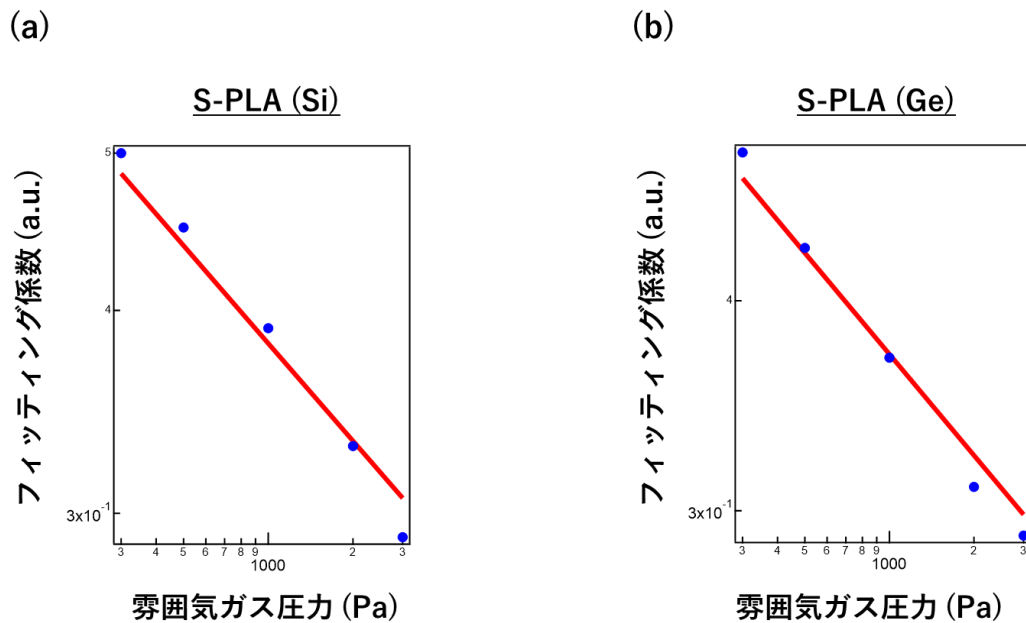 (a)
S-PLA (Si)
フィッティング係数 (a.u.)
5
4
3x10-1
3 4 5 6 7 8 9 2 3
1000
雰囲気ガス圧力 (Pa)
(b)
S-PLA (Ge)
フィッティング係数 (a.u.)
4
3x10-1
3 4 5 6 7 8 9 2 3
1000
雰囲気ガス圧力 (Pa)